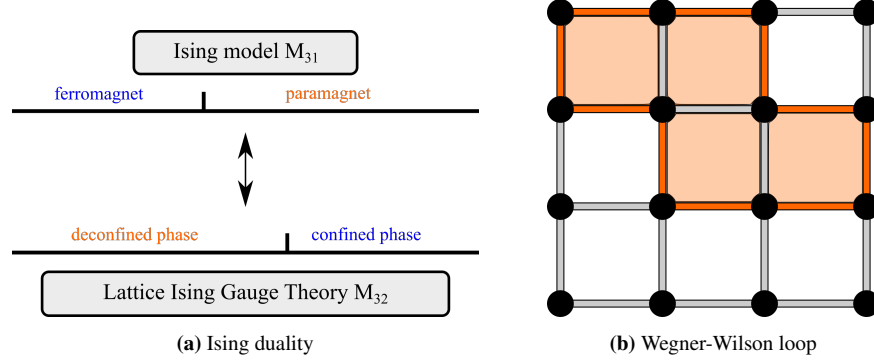 Ising model M₃₁
ferromagnet paramagnet
deconfined phase confined phase
Lattice Ising Gauge Theory M₃₂
(a) Ising duality
(b) Wegner-Wilson loop